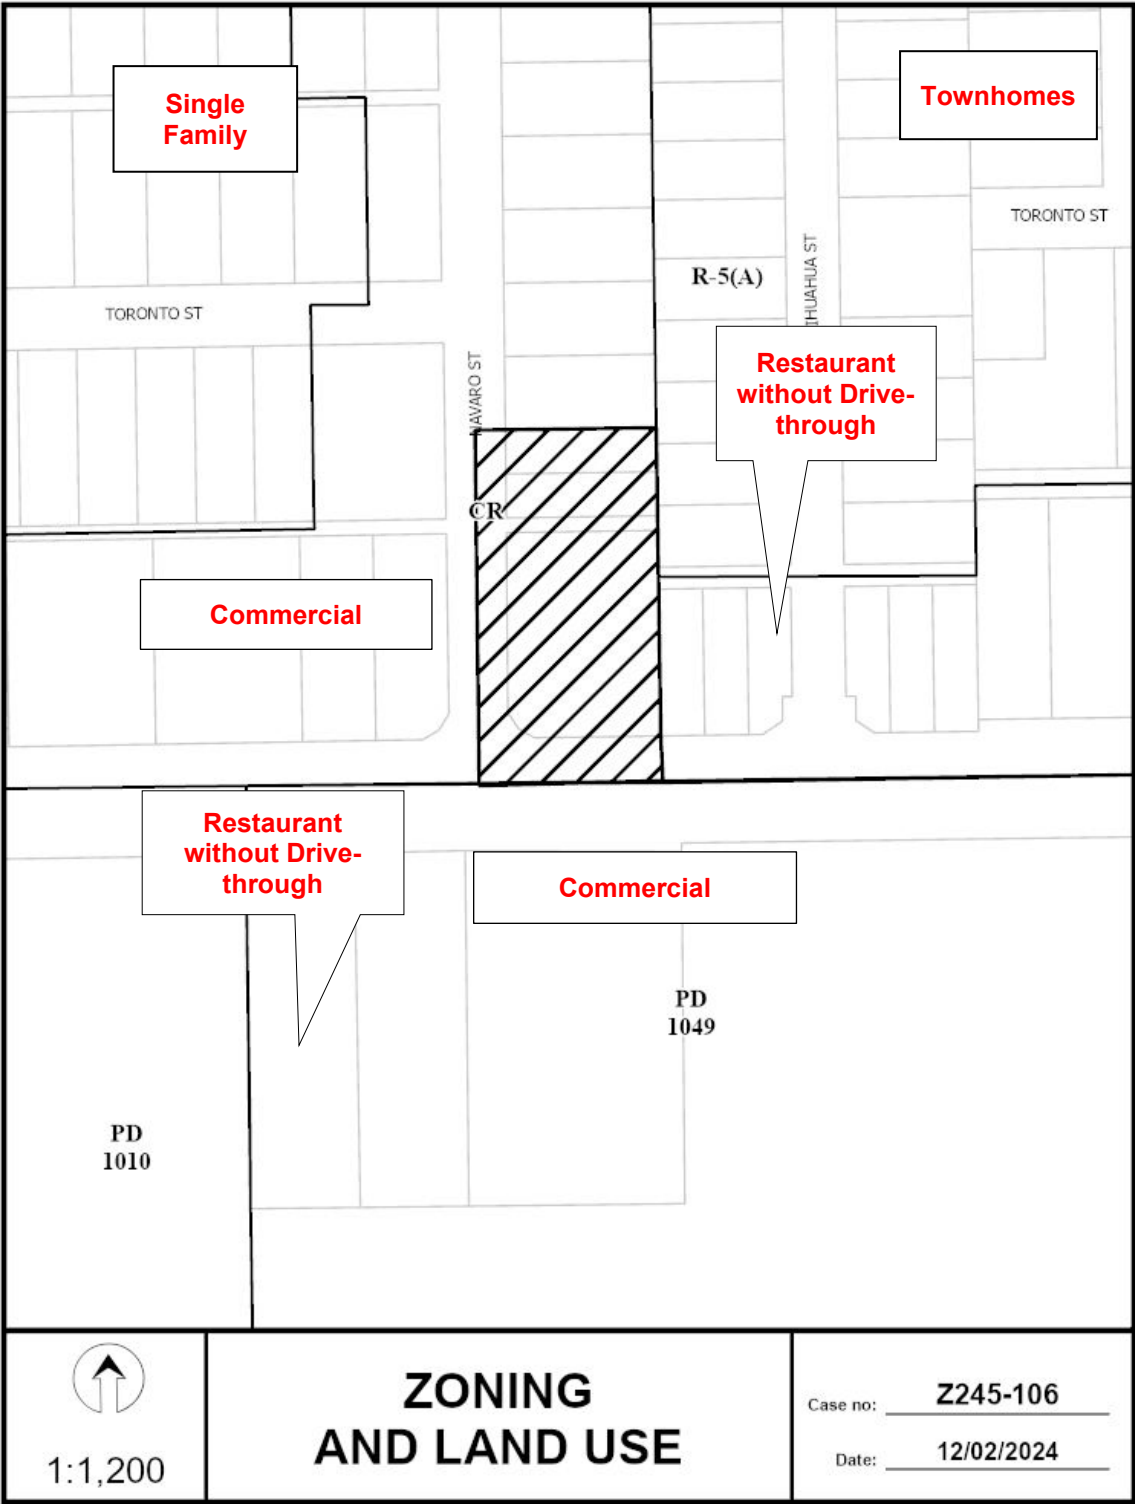 Single
Family
Townhomes
TORONTO ST
R-5(A)
IHUAHUA ST
TORONTO ST
Restaurant
without Drive-
through
NAVARO ST
CR
Commercial
Restaurant
without Drive-
through
Commercial
PD
1049
PD
1010
1:1,200
ZONING
AND LAND USE
Case no: Z245-106
Date: 12/02/2024